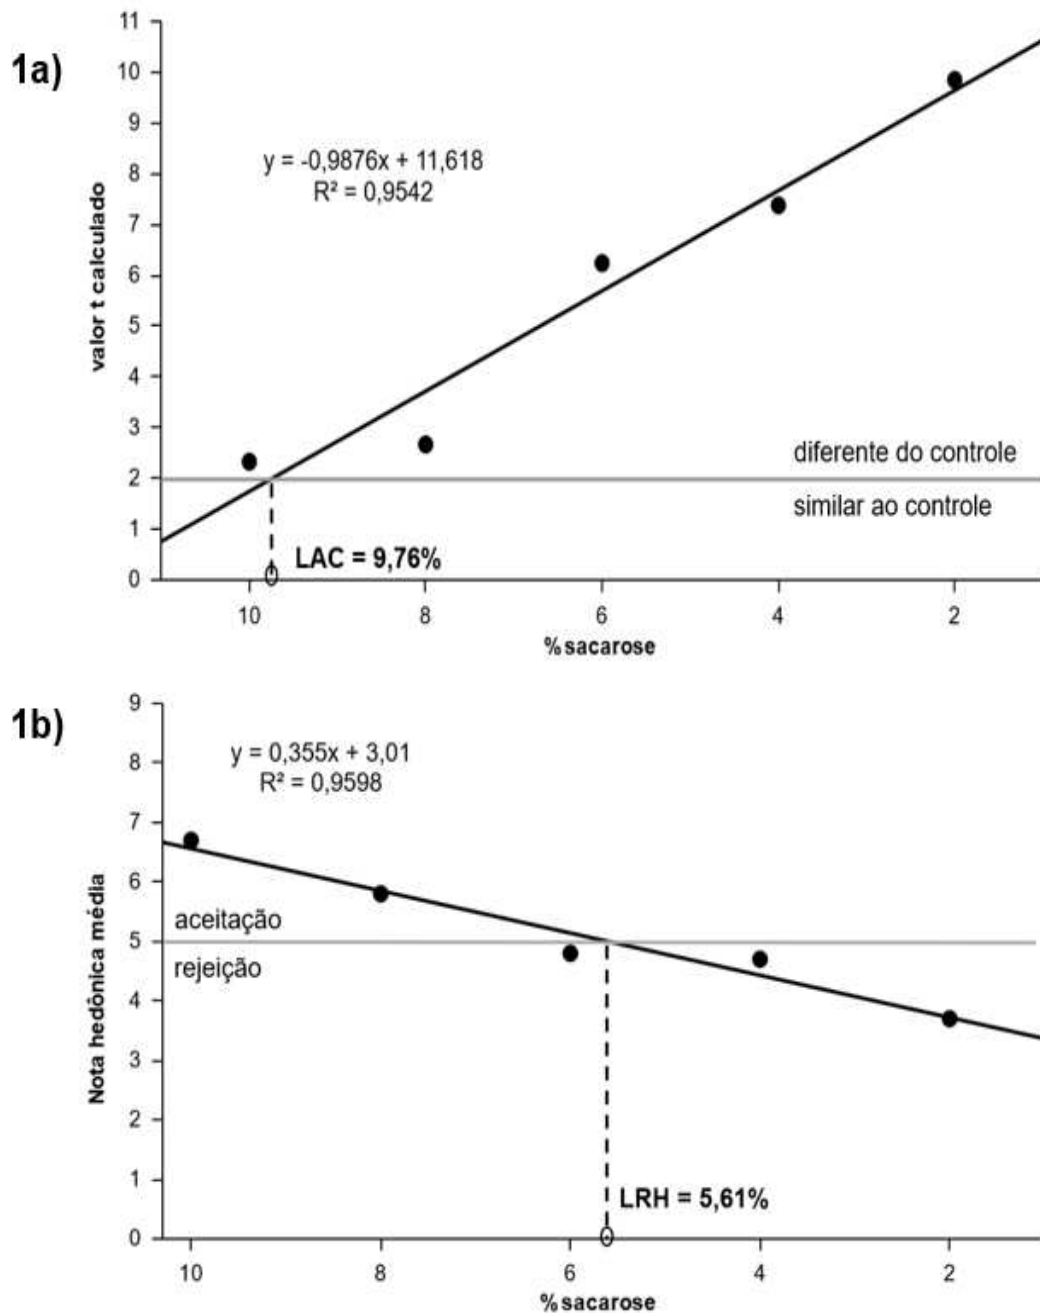 1a)
11
10
9
8
7
6
5
4
3
2
1
0
valor t calculado
y = -0,9876x + 11,618
R² = 0,9542
diferente do controle
similar ao controle
LAC = 9,76%
10 8 6 4 2
% sacarose
1b)
9
8
7
6
5
4
3
2
1
0
Nota hedônica média
y = 0,355x + 3,01
R² = 0,9598
aceitação
rejeição
LRH = 5,61%
10 8 6 4 2
% sacarose